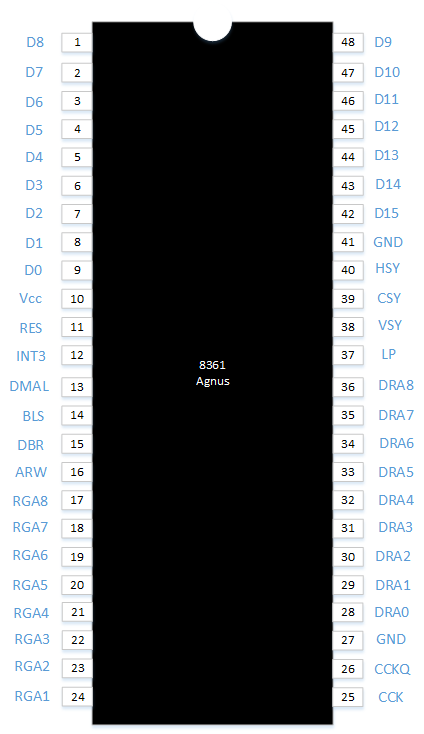 D8 1 48 D9
D7 2 47 D10
D6 3 46 D11
D5 4 45 D12
D4 5 44 D13
D3 6 43 D14
D2 7 42 D15
D1 8 41 GND
D0 9 40 HSY
Vcc 10 39 CSY
RES 11 38 VSY
INT3 12 37 LP
8361
Agnus
DMAL 13 36 DRA8
BLS 14 35 DRA7
DBR 15 34 DRA6
ARW 16 33 DRA5
RGA8 17 32 DRA4
RGA7 18 31 DRA3
RGA6 19 30 DRA2
RGA5 20 29 DRA1
RGA4 21 28 DRA0
RGA3 22 27 GND
RGA2 23 26 CCKQ
RGA1 24 25 CCK